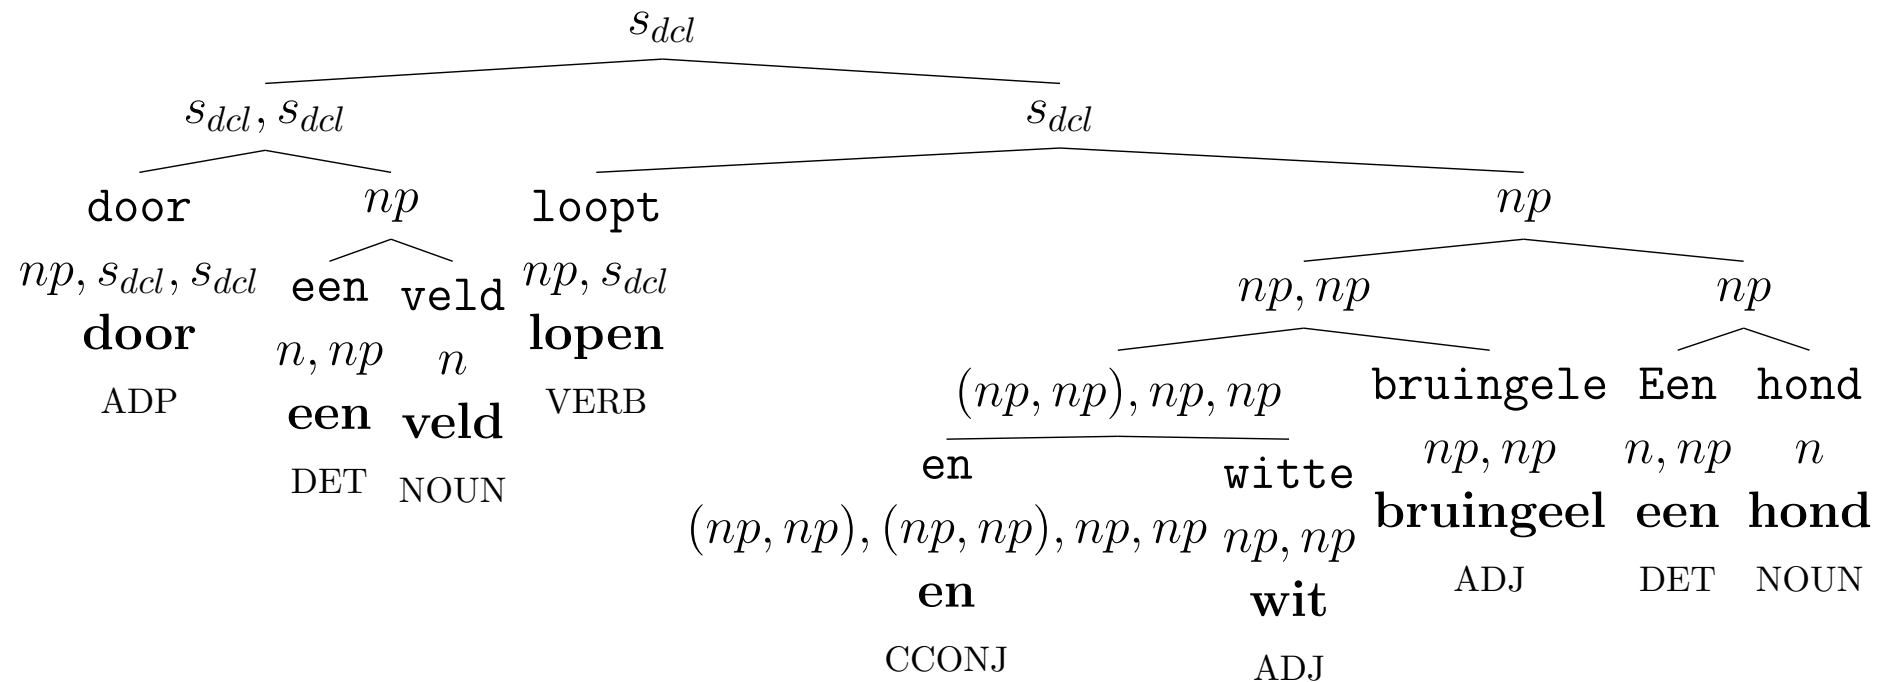 s_dcl
s_dcl, s_dcl s_dcl
door np loopt np
np, s_dcl, s_dcl een veld np, s_dcl np, np np
door n, np n lopen (np, np), np, np bruingele Een hond
ADP een veld VERB en witte np, np n, np n
DET NOUN (np, np), (np, np), np, np np, np bruingeel een hond
en wit ADJ DET NOUN
CCONJ ADJ